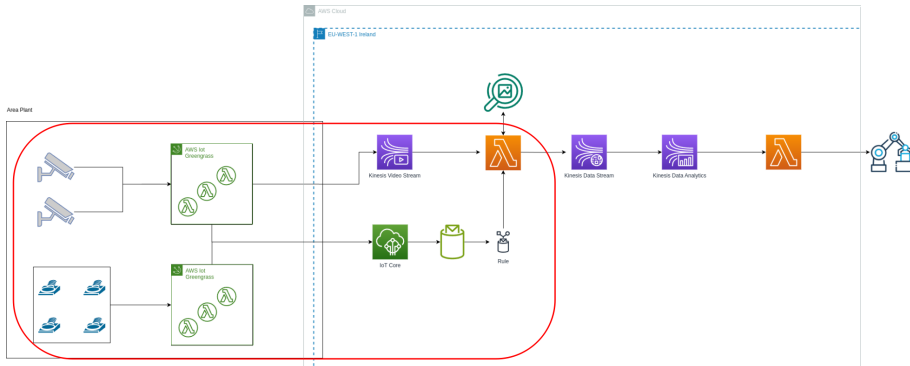 AWS Cloud
EU-WEST-1 Ireland
Area Plant
AWS Iot
Greengrass
Kinesis Video Stream
Kinesis Data Stream
Kinesis Data Analytics
IoT Core
Rule
AWS Iot
Greengrass